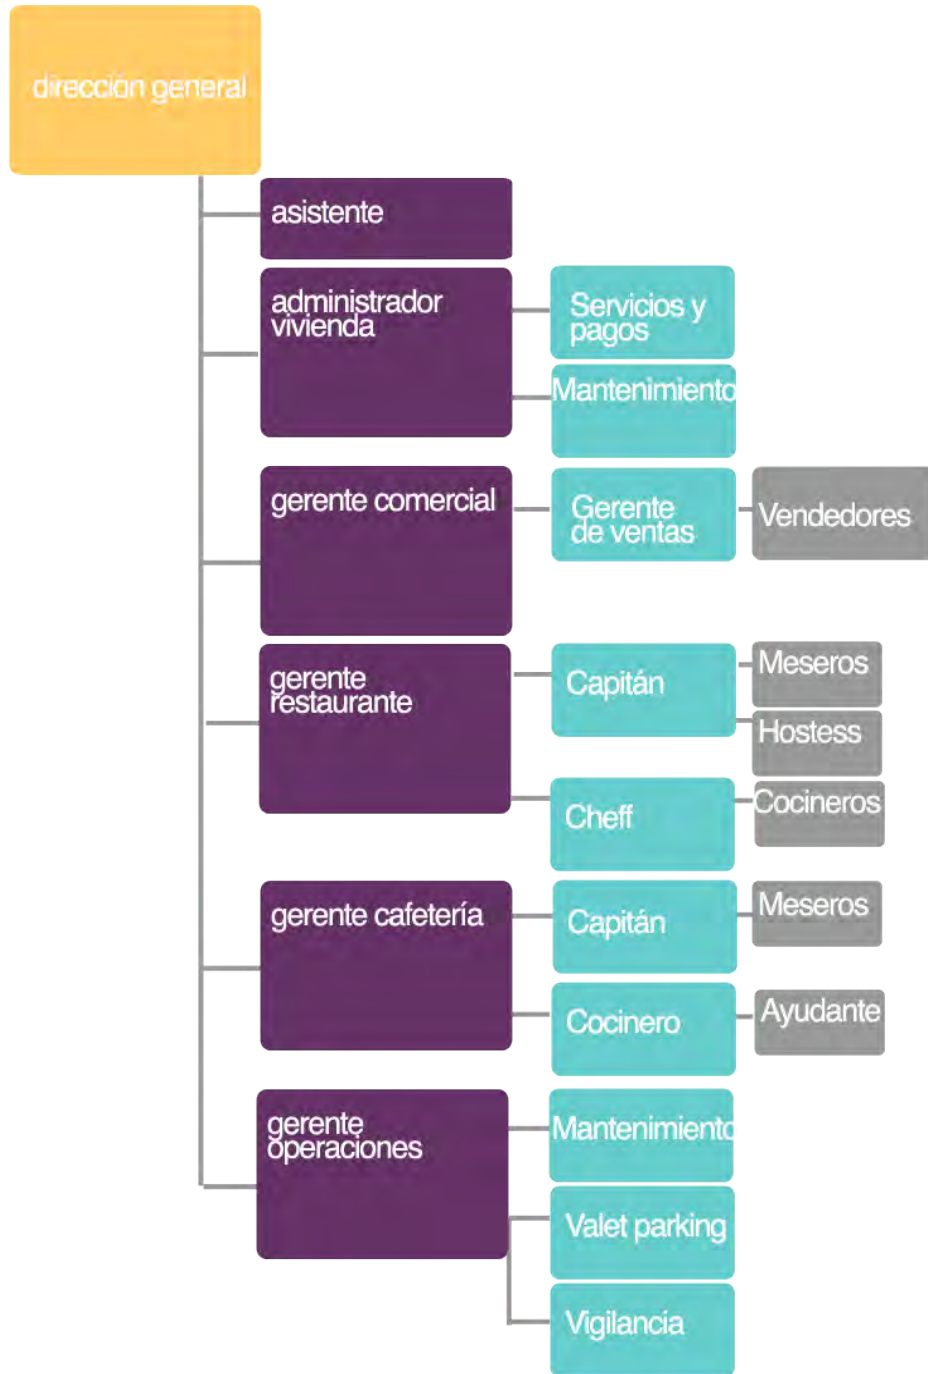 dirección general
asistente
administrador
vivienda
Servicios y
pagos
Mantenimiento
gerente comercial
Gerente
de ventas
Vendedores
gerente
restaurante
Capitán
Meseros
Hostess
Cheff
Cocineros
gerente cafetería
Capitán
Meseros
Cocinero
Ayudante
gerente
operaciones
Mantenimiento
Valet parking
Vigilancia